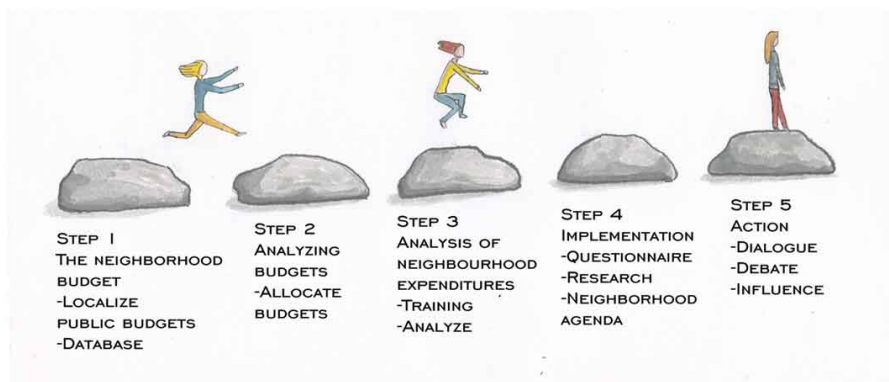 STEP 1
THE NEIGHBORHOOD
BUDGET
-LOCALIZE
PUBLIC BUDGETS
-DATABASE
STEP 2
ANALYZING
BUDGETS
-ALLOCATE
BUDGETS
STEP 3
ANALYSIS OF
NEIGHBOURHOOD
EXPENDITURES
-TRAINING
-ANALYZE
STEP 4
IMPLEMENTATION
-QUESTIONNAIRE
-RESEARCH
-NEIGHBORHOOD
AGENDA
STEP 5
ACTION
-DIALOGUE
-DEBATE
-INFLUENCE